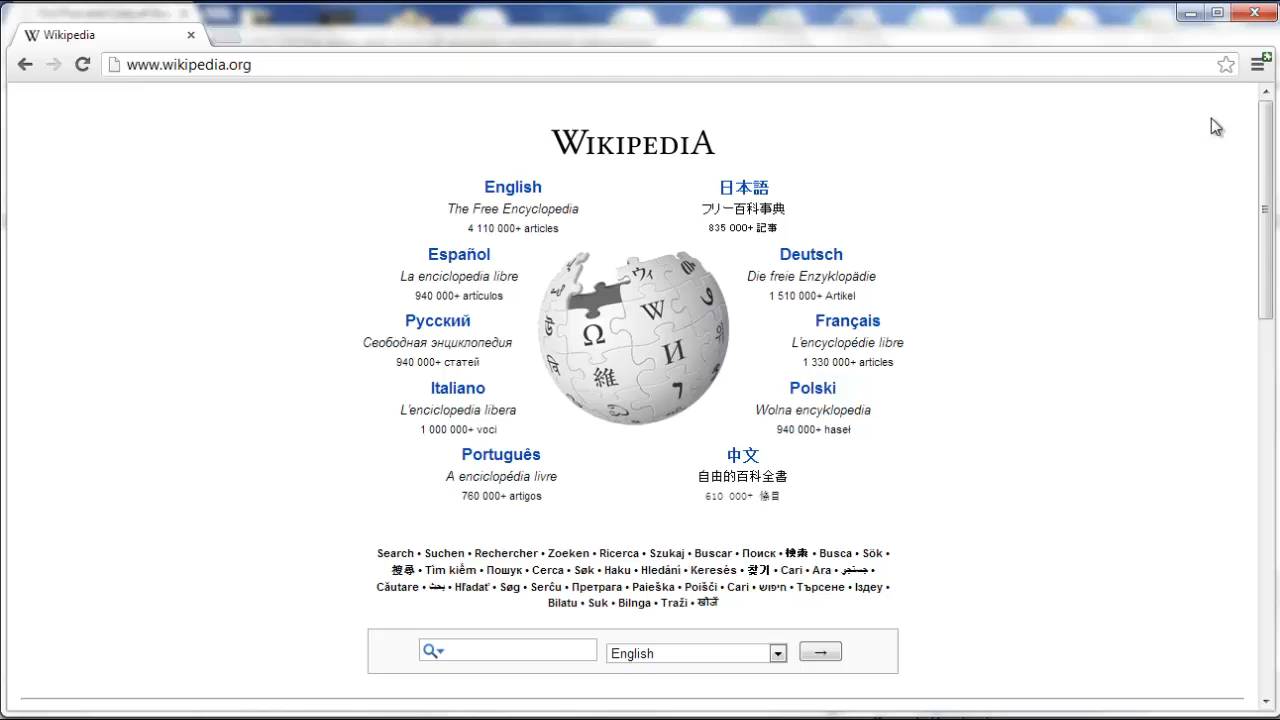 Wikipedia
www.wikipedia.org
WIKIPEDIA
English
The Free Encyclopedia
4 110 000+ articles
日本語
フリー百科事典
835 000+ 記事
Español
La enciclopedia libre
940 000+ artículos
Deutsch
Die freie Enzyklopädie
1 510 000+ Artikel
Русский
Свободная энциклопедия
940 000+ статей
Français
L'encyclopédie libre
1 330 000+ articles
Italiano
L'enciclopedia libera
1 000 000+ voci
Polski
Wolna encyklopedia
940 000+ haseł
Português
A enciclopédia livre
760 000+ artigos
中文
自由的百科全書
610 000+ 條目
Ω W И 維 ウィ 7
Search • Suchen • Rechercher • Zoeken • Ricerca • Szukaj • Buscar • Поиск • 検索 • Busca • Sök •
搜尋 • Tìm kiếm • Пошук • Cerca • Søk • Haku • Hledání • Keresés • 찾기 • Cari • Ara • جستجو •
Căutare • بحث • Hľadať • Søg • Serĉu • Претрага • Paieška • Poišči • Cari • חיפוש • Търсене • Іздеу •
Bilatu • Suk • Bilnga • Traži • खोजें
English
→